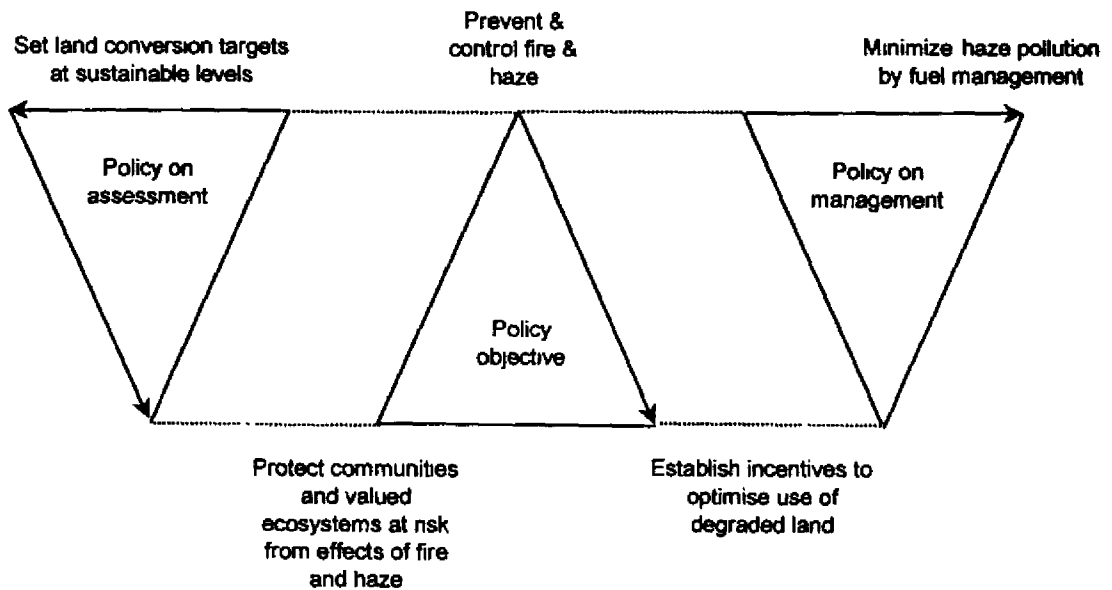 Set land conversion targets
at sustainable levels
Prevent &
control fire &
haze
Minimize haze pollution
by fuel management
Policy on
assessment
Policy on
management
Policy
objective
Protect communities
and valued
ecosystems at risk
from effects of fire
and haze
Establish incentives to
optimise use of
degraded land